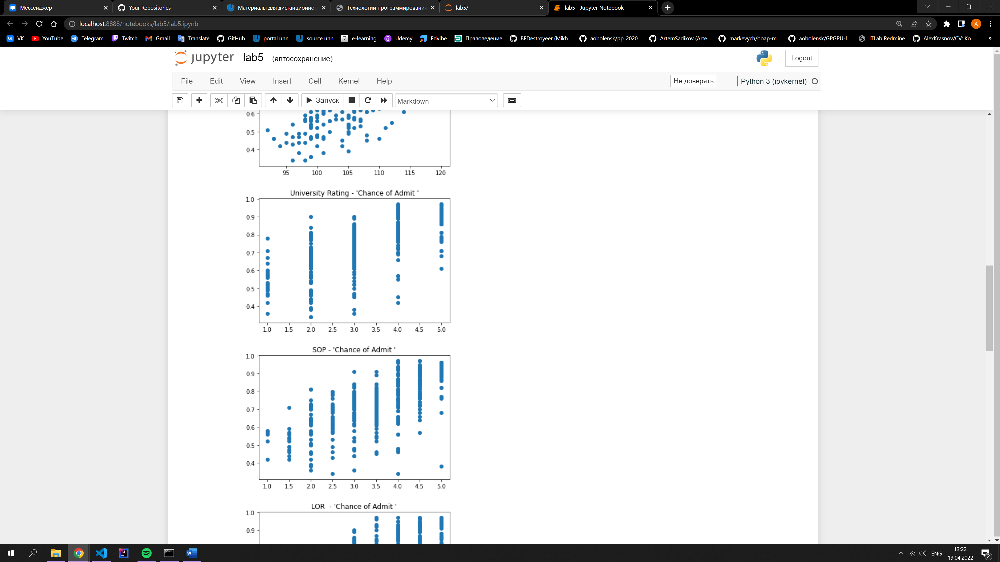 Мессенджер
Your Repositories
Материалы для дистанционног
Технологии программирования
lab5/
lab5 - Jupyter Notebook
localhost:8888/notebooks/lab5/lab5.ipynb
A
VK
YouTube
Telegram
Twitch
Gmail
Translate
GitHub
portal unn
source unn
e-learning
Udemy
Edvibe
Правоведение
BFDestroyeer (Mikh...
aobolensk/pp_2020...
ArtemSadikov (Arte...
markevych/ooap-m...
aobolensk/GPGPU-l...
ITLab Redmine
AlexKrasnov/CV: Ko...
»
jupyter lab5 (автосохранение)
Logout
File Edit View Insert Cell Kernel Help
Не доверять
Python 3 (ipykernel)
Запуск
Markdown
0.6
0.5
0.4
95 100 105 110 115 120
University Rating - 'Chance of Admit '
1.0
0.9
0.8
0.7
0.6
0.5
0.4
1.0 1.5 2.0 2.5 3.0 3.5 4.0 4.5 5.0
SOP - 'Chance of Admit '
1.0
0.9
0.8
0.7
0.6
0.5
0.4
1.0 1.5 2.0 2.5 3.0 3.5 4.0 4.5 5.0
LOR  - 'Chance of Admit '
1.0
0.9
ENG
13:22
19.04.2022
2